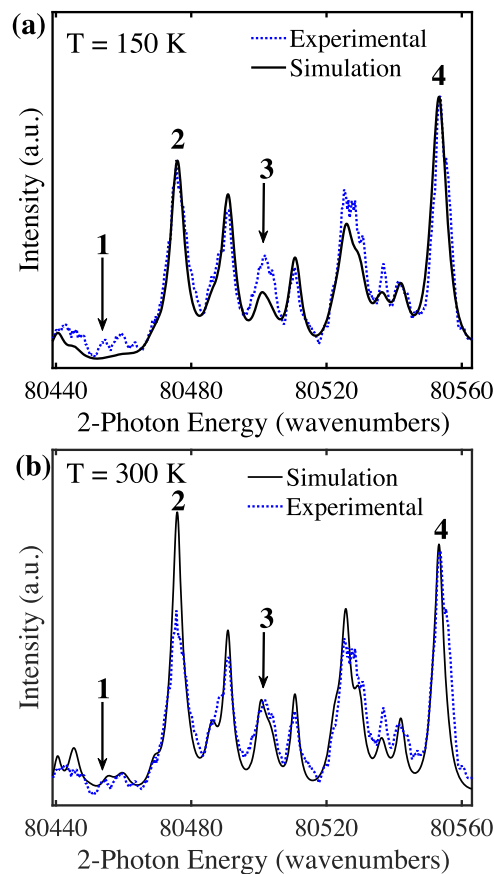 (a)
T = 150 K
Experimental
Simulation
1
2
3
4
Intensity (a.u.)
80440 80480 80520 80560
2-Photon Energy (wavenumbers)
(b)
T = 300 K
Simulation
Experimental
1
2
3
4
Intensity (a.u.)
80440 80480 80520 80560
2-Photon Energy (wavenumbers)